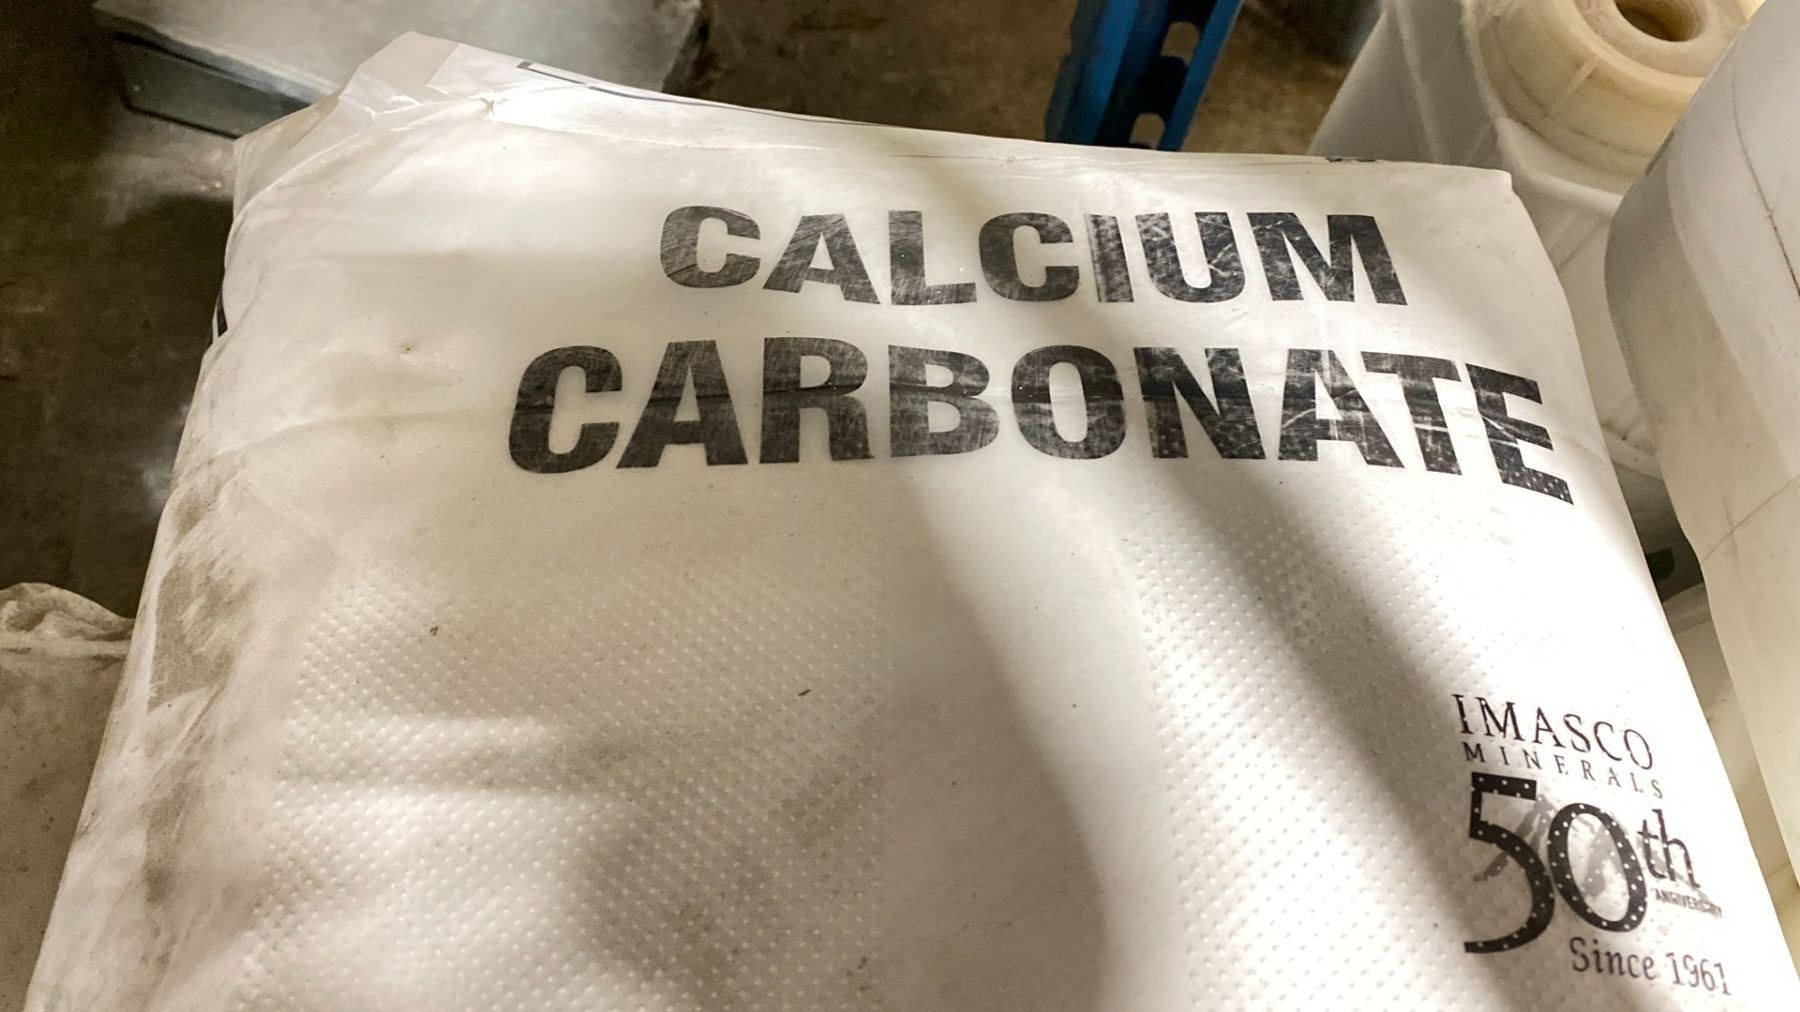 CALCIUM
CARBONATE
IMASCO
MINERALS
50th
ANNIVERSARY
Since 1961